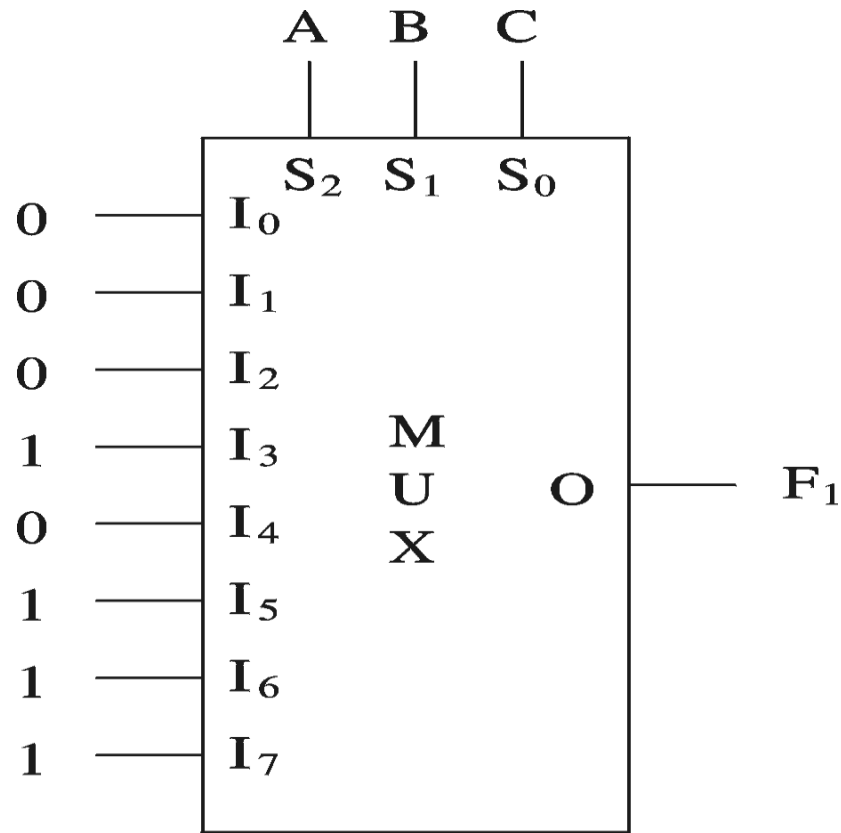 A B C
S₂ S₁ S₀
0 I₀
0 I₁
0 I₂
1 I₃
0 I₄
1 I₅
1 I₆
1 I₇
M
U
X
O F₁